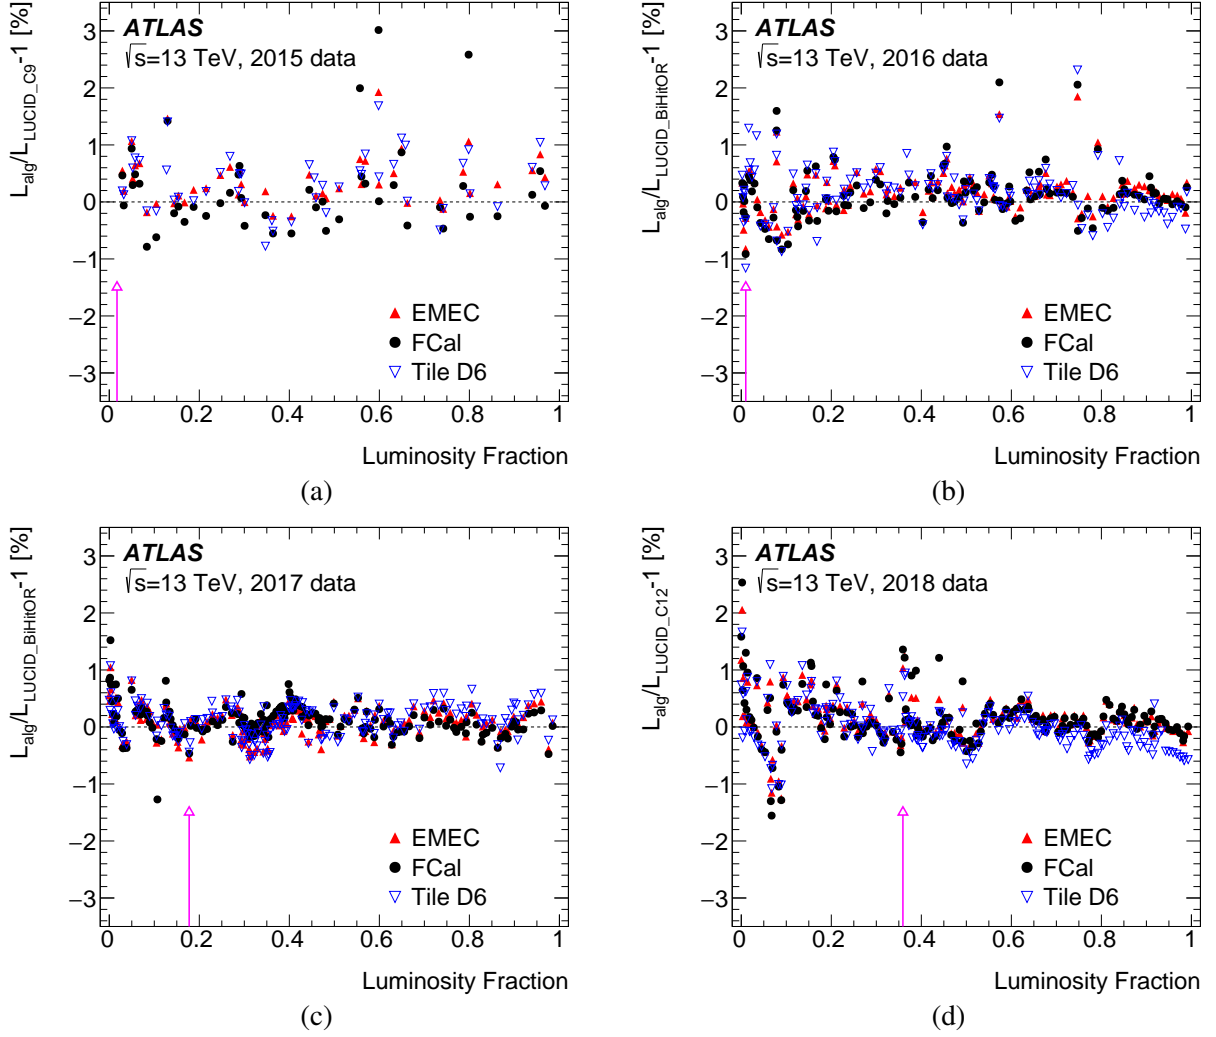 L_alg/L_LUCID_C9-1 [%]
ATLAS
√s=13 TeV, 2015 data
3
2
1
0
−1
−2
−3
EMEC
FCal
Tile D6
0 0.2 0.4 0.6 0.8 1
Luminosity Fraction
(a)
L_alg/L_LUCID_BiHitOR-1 [%]
ATLAS
√s=13 TeV, 2016 data
3
2
1
0
−1
−2
−3
EMEC
FCal
Tile D6
0 0.2 0.4 0.6 0.8 1
Luminosity Fraction
(b)
L_alg/L_LUCID_BiHitOR-1 [%]
ATLAS
√s=13 TeV, 2017 data
3
2
1
0
−1
−2
−3
EMEC
FCal
Tile D6
0 0.2 0.4 0.6 0.8 1
Luminosity Fraction
(c)
L_alg/L_LUCID_C12-1 [%]
ATLAS
√s=13 TeV, 2018 data
3
2
1
0
−1
−2
−3
EMEC
FCal
Tile D6
0 0.2 0.4 0.6 0.8 1
Luminosity Fraction
(d)